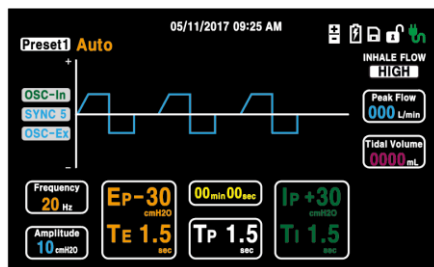 05/11/2017 09:25 AM
Preset1 Auto
INHALE FLOW
HIGH
+
OSC-In
SYNC 5
OSC-Ex
-
Peak Flow
000 L/min
Tidal Volume
0000 mL
Frequency
20 Hz
Amplitude
10 cmH2O
EP-30
cmH2O
TE 1.5
sec
00min00sec
TP 1.5
sec
IP+30
cmH2O
TI 1.5
sec